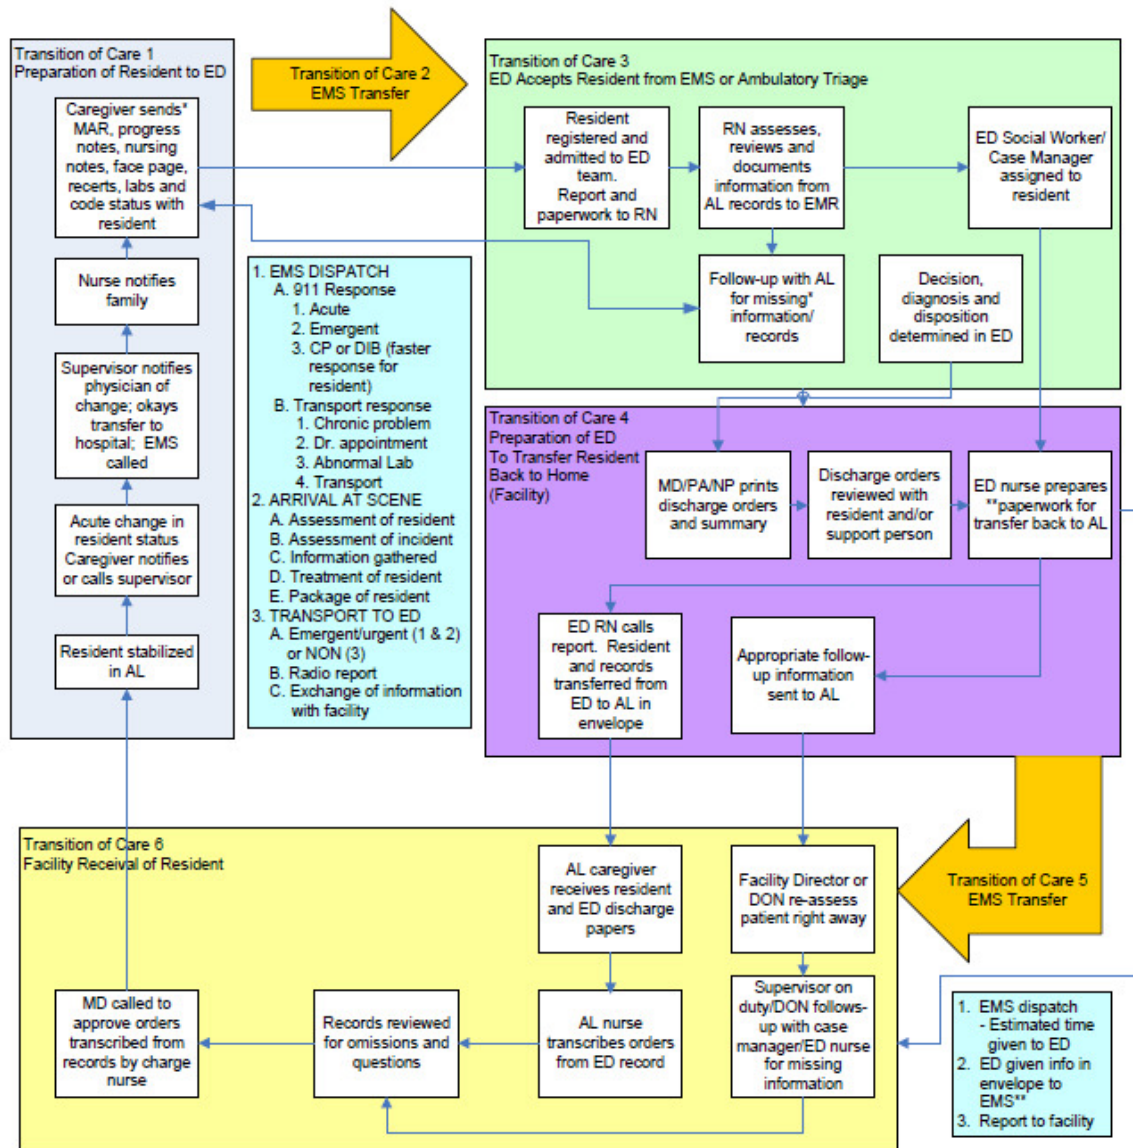 Transition of Care 1
Preparation of Resident to ED
Caregiver sends*
MAR, progress
notes, nursing
notes, face page,
recerts, labs and
code status with
resident
Nurse notifies
family
Supervisor notifies
physician of
change; okays
transfer to
hospital; EMS
called
Acute change in
resident status
Caregiver notifies
or calls supervisor
Resident stabilized
in AL
Transition of Care 2
EMS Transfer
1. EMS DISPATCH
A. 911 Response
1. Acute
2. Emergent
3. CP or DIB (faster
response for
resident)
B. Transport response
1. Chronic problem
2. Dr. appointment
3. Abnormal Lab
4. Transport
2. ARRIVAL AT SCENE
A. Assessment of resident
B. Assessment of incident
C. Information gathered
D. Treatment of resident
E. Package of resident
3. TRANSPORT TO ED
A. Emergent/urgent (1 & 2)
or NON (3)
B. Radio report
C. Exchange of information
with facility
Transition of Care 3
ED Accepts Resident from EMS or Ambulatory Triage
Resident
registered and
admitted to ED
team.
Report and
paperwork to RN
RN assesses,
reviews and
documents
information from
AL records to EMR
ED Social Worker/
Case Manager
assigned to
resident
Follow-up with AL
for missing*
information/
records
Decision,
diagnosis and
disposition
determined in ED
Transition of Care 4
Preparation of ED
To Transfer Resident
Back to Home
(Facility)
MD/PA/NP prints
discharge orders
and summary
Discharge orders
reviewed with
resident and/or
support person
ED nurse prepares
**paperwork for
transfer back to AL
ED RN calls
report. Resident
and records
transferred from
ED to AL in
envelope
Appropriate follow-
up information
sent to AL
Transition of Care 5
EMS Transfer
Transition of Care 6
Facility Receival of Resident
AL caregiver
receives resident
and ED discharge
papers
Facility Director or
DON re-assess
patient right away
MD called to
approve orders
transcribed from
records by charge
nurse
Records reviewed
for omissions and
questions
AL nurse
transcribes orders
from ED record
Supervisor on
duty/DON follows-
up with case
manager/ED nurse
for missing
information
1. EMS dispatch
- Estimated time
given to ED
2. ED given info in
envelope to
EMS**
3. Report to facility